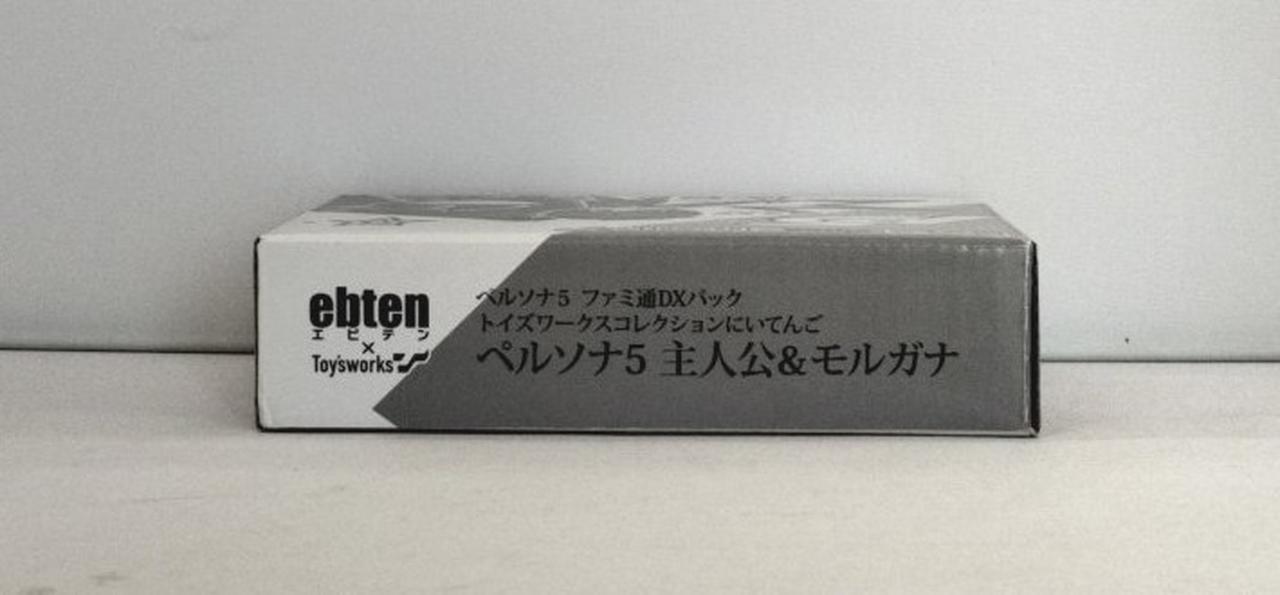 ebten
エビテン
×
Toy'sworks
ペルソナ5 ファミ通DXパック
トイズワークスコレクションにいてんご
ペルソナ5 主人公&モルガナ